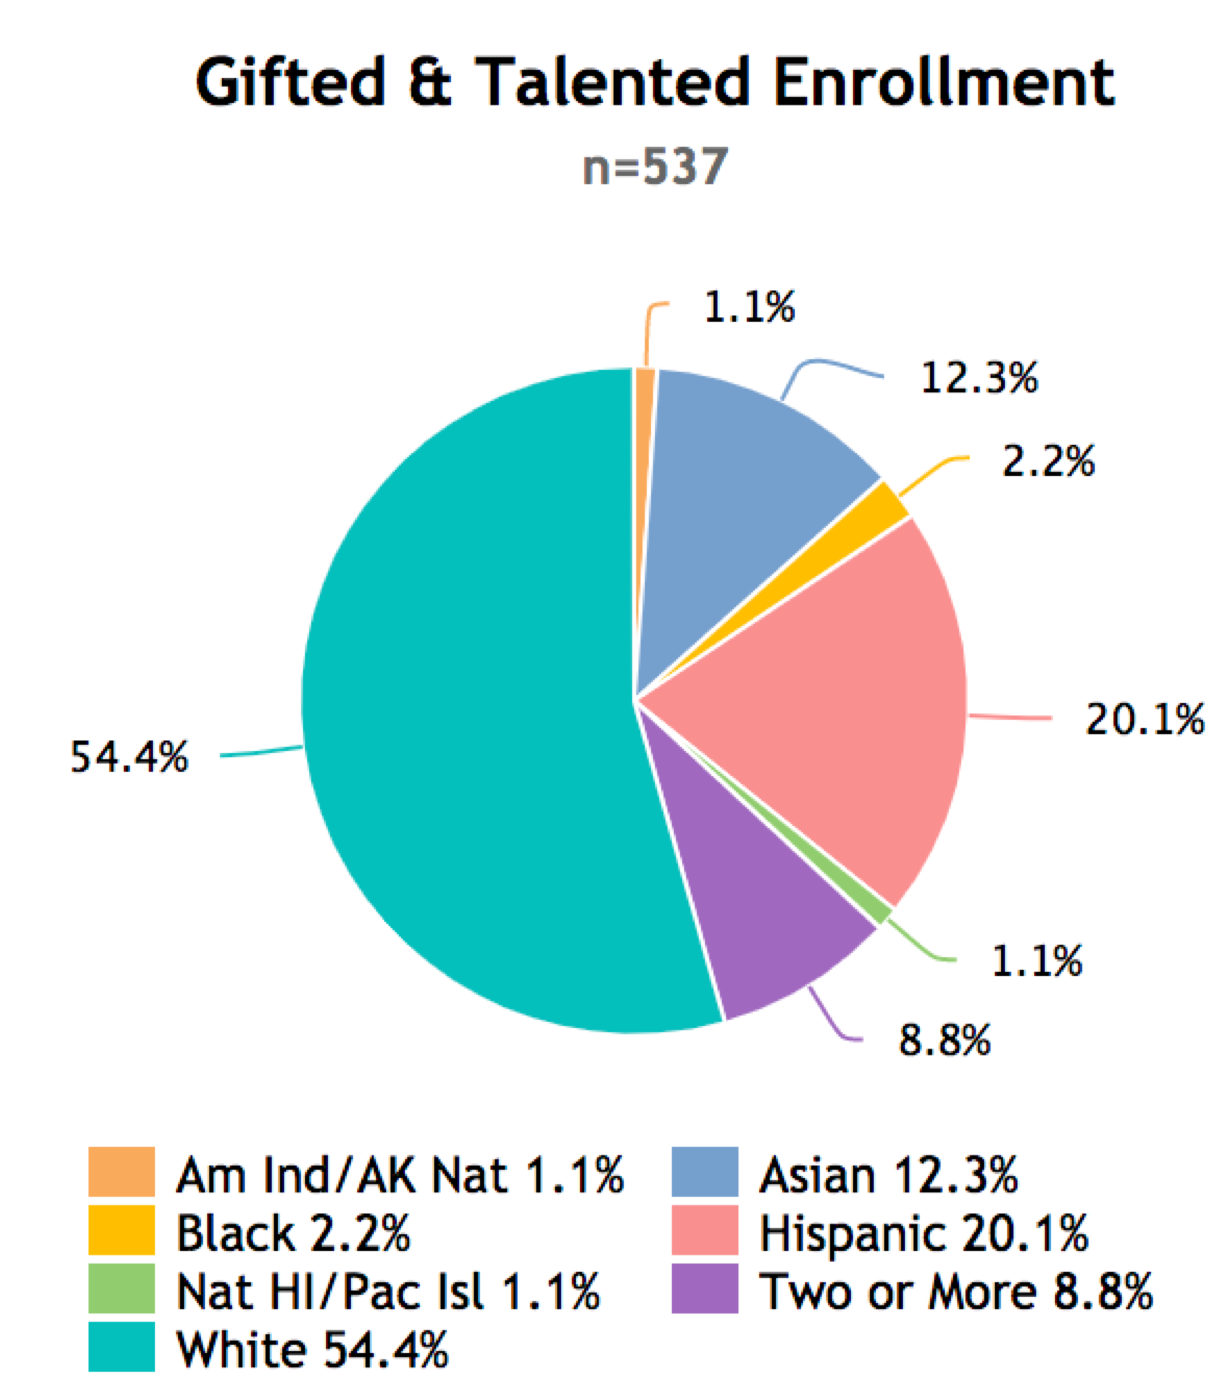 Gifted & Talented Enrollment
n=537
1.1%
12.3%
2.2%
20.1%
54.4%
1.1%
8.8%
Am Ind/AK Nat 1.1%
Asian 12.3%
Black 2.2%
Hispanic 20.1%
Nat HI/Pac Isl 1.1%
Two or More 8.8%
White 54.4%